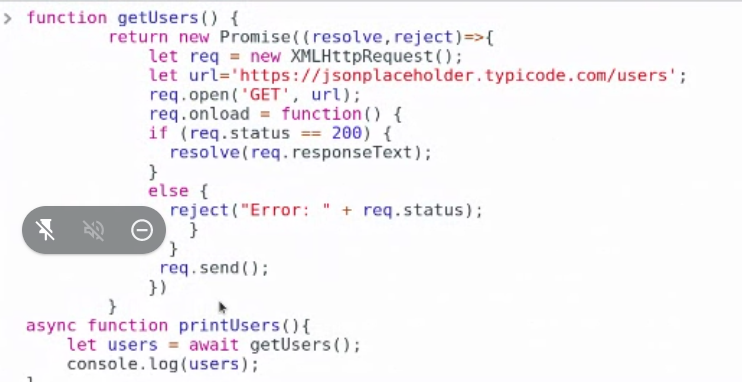 > function getUsers() {
return new Promise((resolve,reject)=>{
let req = new XMLHttpRequest();
let url='https://jsonplaceholder.typicode.com/users';
req.open('GET', url);
req.onload = function() {
if (req.status == 200) {
resolve(req.responseText);
}
else {
reject("Error: " + req.status);
}
}
req.send();
})
}
async function printUsers(){
let users = await getUsers();
console.log(users);
}